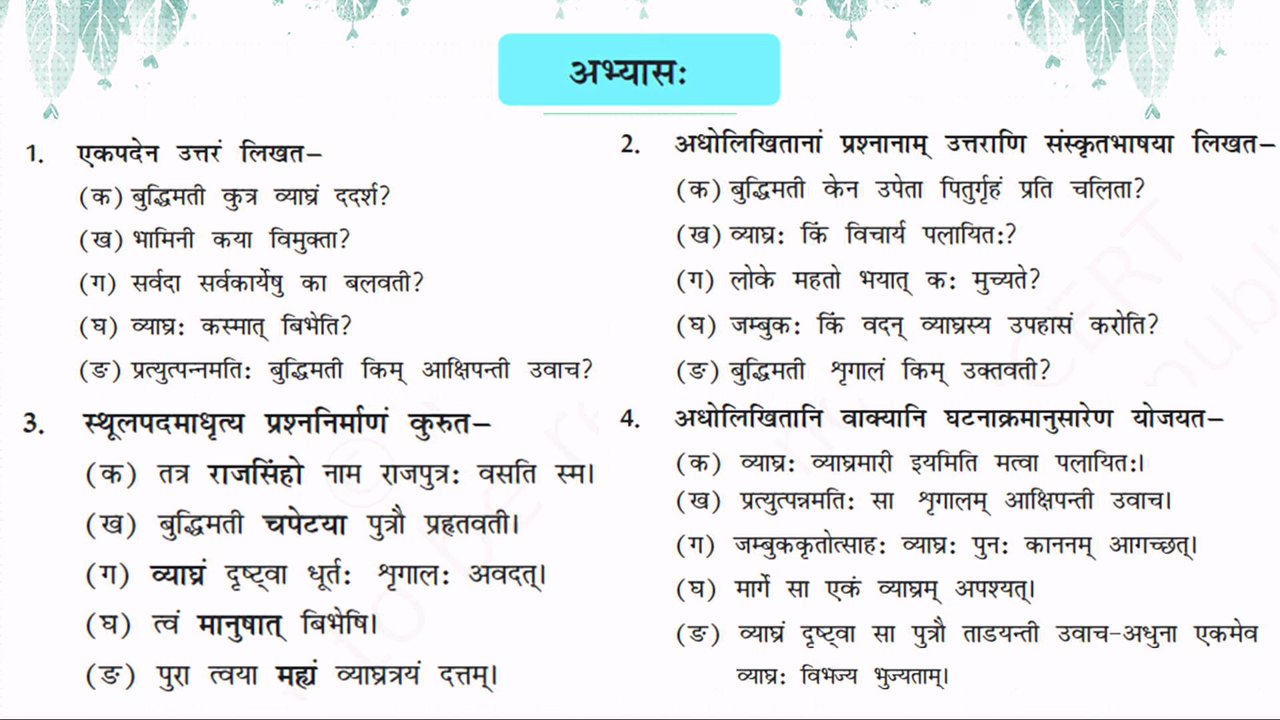 अभ्यासः
1. एकपदेन उत्तरं लिखत–
(क) बुद्धिमती कुत्र व्याघ्रं ददर्श?
(ख) भामिनी कया विमुक्ता?
(ग) सर्वदा सर्वकार्येषु का बलवती?
(घ) व्याघ्रः कस्मात् बिभेति?
(ङ) प्रत्युत्पन्नमतिः बुद्धिमती किम् आक्षिपन्ती उवाच?
2. अधोलिखितानां प्रश्नानाम् उत्तराणि संस्कृतभाषया लिखत–
(क) बुद्धिमती केन उपेता पितुर्गृहं प्रति चलिता?
(ख) व्याघ्रः किं विचार्य पलायितः?
(ग) लोके महतो भयात् कः मुच्यते?
(घ) जम्बुकः किं वदन् व्याघ्रस्य उपहासं करोति?
(ङ) बुद्धिमती शृगालं किम् उक्तवती?
3. स्थूलपदमाधृत्य प्रश्ननिर्माणं कुरुत–
(क) तत्र राजसिंहो नाम राजपुत्रः वसति स्म।
(ख) बुद्धिमती चपेटया पुत्रौ प्रहृतवती।
(ग) व्याघ्रं दृष्ट्वा धूर्तः शृगालः अवदत्।
(घ) त्वं मानुषात् बिभेषि।
(ङ) पुरा त्वया मह्यं व्याघ्रत्रयं दत्तम्।
4. अधोलिखितानि वाक्यानि घटनाक्रमानुसारेण योजयत–
(क) व्याघ्रः व्याघ्रमारी इयमिति मत्वा पलायितः।
(ख) प्रत्युत्पन्नमतिः सा शृगालम् आक्षिपन्ती उवाच।
(ग) जम्बुककृतोत्साहः व्याघ्रः पुनः काननम् आगच्छत्।
(घ) मार्गे सा एकं व्याघ्रम् अपश्यत्।
(ङ) व्याघ्रं दृष्ट्वा सा पुत्रौ ताडयन्ती उवाच-अधुना एकमेव
व्याघ्रः विभज्य भुज्यताम्।